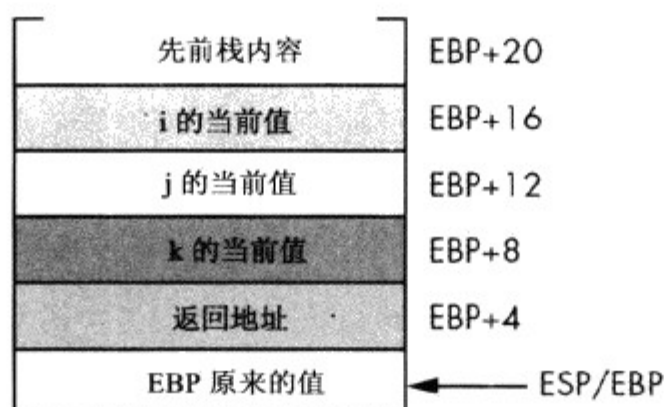 先前栈内容 EBP+20
i 的当前值 EBP+16
j 的当前值 EBP+12
k 的当前值 EBP+8
返回地址 EBP+4
EBP 原来的值 ESP/EBP